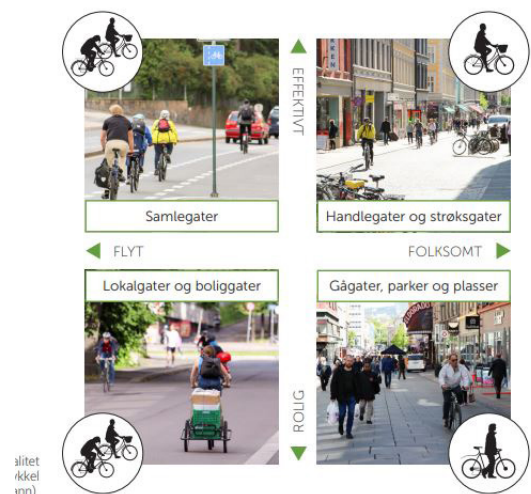 EFFEKTIVT
Samlegater
Handlegater og strøksgater
FLYT
FOLKSOMT
Lokalgater og boliggater
Gågater, parker og plasser
ROLIG